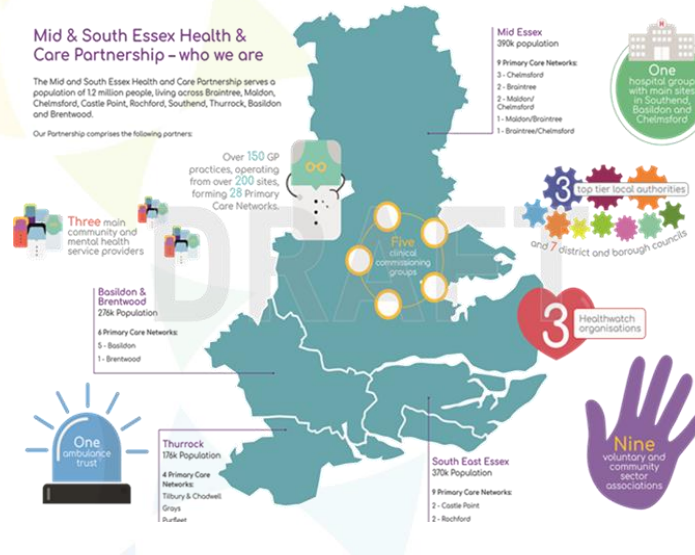 Mid & South Essex Health &
Care Partnership – who we are
The Mid and South Essex Health and Care Partnership serves a
population of 1.2 million people, living across Braintree, Maldon,
Chelmsford, Castle Point, Rochford, Southend, Thurrock, Basildon
and Brentwood.
Our Partnership comprises the following partners:
Mid Essex
390k population
9 Primary Care Networks:
3 - Chelmsford
2 - Braintree
2 - Maldon/
Chelmsford
1 - Maldon/Braintree
1 - Braintree/Chelmsford
One
hospital group
with main sites
in Southend,
Basildon and
Chelmsford
Over 150 GP
practices, operating
from over 200 sites,
forming 28 Primary
Care Networks.
3 top tier local authorities
and 7 district and borough councils
Three main
community and
mental health
service providers
Five
clinical
commissioning
groups
DRAFT
Basildon &
Brentwood
276k Population
6 Primary Care Networks:
5 - Basildon
1 - Brentwood
3 Healthwatch
organisations
One
ambulance
trust
Thurrock
176k Population
4 Primary Care
Networks:
Tilbury & Chadwell
Grays
Purfleet
South East Essex
370k Population
9 Primary Care Networks:
2 - Castle Point
2 - Rochford
Nine
voluntary and
community
sector
associations